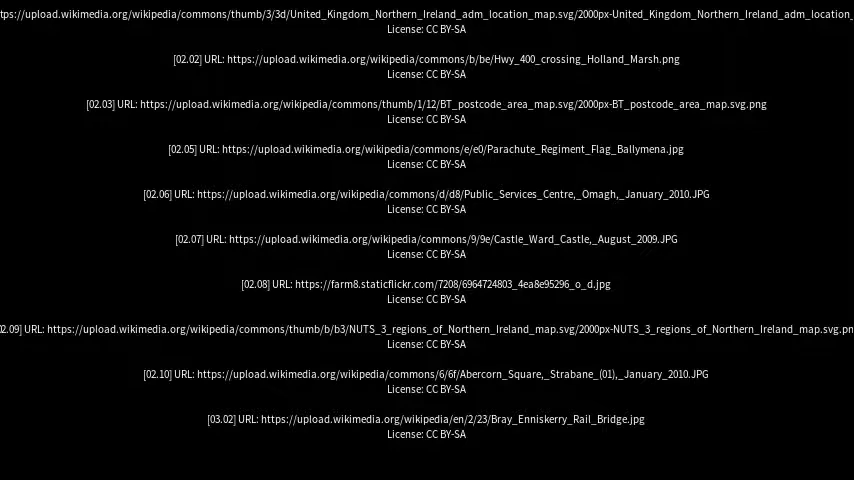 tps://upload.wikimedia.org/wikipedia/commons/thumb/3/3d/United_Kingdom_Northern_Ireland_adm_location_map.svg/2000px-United_Kingdom_Northern_Ireland_adm_location_
License: CC BY-SA
[02.02] URL: https://upload.wikimedia.org/wikipedia/commons/b/be/Hwy_400_crossing_Holland_Marsh.png
License: CC BY-SA
[02.03] URL: https://upload.wikimedia.org/wikipedia/commons/thumb/1/12/BT_postcode_area_map.svg/2000px-BT_postcode_area_map.svg.png
License: CC BY-SA
[02.05] URL: https://upload.wikimedia.org/wikipedia/commons/e/e0/Parachute_Regiment_Flag_Ballymena.jpg
License: CC BY-SA
[02.06] URL: https://upload.wikimedia.org/wikipedia/commons/d/d8/Public_Services_Centre,_Omagh,_January_2010.JPG
License: CC BY-SA
[02.07] URL: https://upload.wikimedia.org/wikipedia/commons/9/9e/Castle_Ward_Castle,_August_2009.JPG
License: CC BY-SA
[02.08] URL: https://farm8.staticflickr.com/7208/6964724803_4ea8e95296_o_d.jpg
License: CC BY-SA
02.09] URL: https://upload.wikimedia.org/wikipedia/commons/thumb/b/b3/NUTS_3_regions_of_Northern_Ireland_map.svg/2000px-NUTS_3_regions_of_Northern_Ireland_map.svg.pn
License: CC BY-SA
[02.10] URL: https://upload.wikimedia.org/wikipedia/commons/6/6f/Abercorn_Square,_Strabane_(01),_January_2010.JPG
License: CC BY-SA
[03.02] URL: https://upload.wikimedia.org/wikipedia/en/2/23/Bray_Enniskerry_Rail_Bridge.jpg
License: CC BY-SA